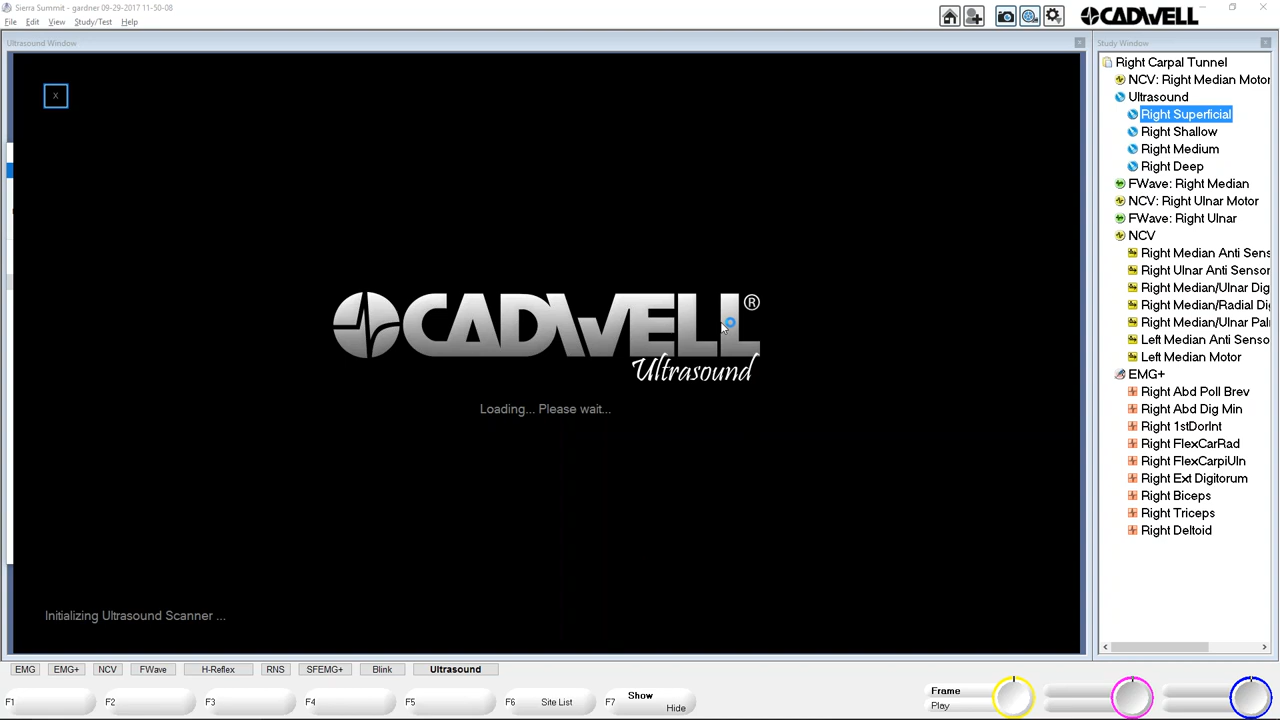 Sierra Summit - gardner 09-29-2017 11-50-08
File Edit View Study/Test Help
CADWELL
Ultrasound Window
x
Study Window
x
X
Right Carpal Tunnel
NCV: Right Median Motor
Ultrasound
Right Superficial
Right Shallow
Right Medium
Right Deep
FWave: Right Median
NCV: Right Ulnar Motor
FWave: Right Ulnar
NCV
Right Median Anti Sens
Right Ulnar Anti Sensor
Right Median/Ulnar Dig
Right Median/Radial Dig
Right Median/Ulnar Pal
Left Median Anti Senso
Left Median Motor
EMG+
Right Abd Poll Brev
Right Abd Dig Min
Right 1stDorInt
Right FlexCarRad
Right FlexCarpiUln
Right Ext Digitorum
Right Biceps
Right Triceps
Right Deltoid
CADWELL®
Ultrasound
Loading... Please wait...
Initializing Ultrasound Scanner ...
EMG EMG+ NCV FWave H-Reflex RNS SFEMG+ Blink Ultrasound
F1 F2 F3 F4 F5 F6 Site List F7 Show Hide
Frame
Play